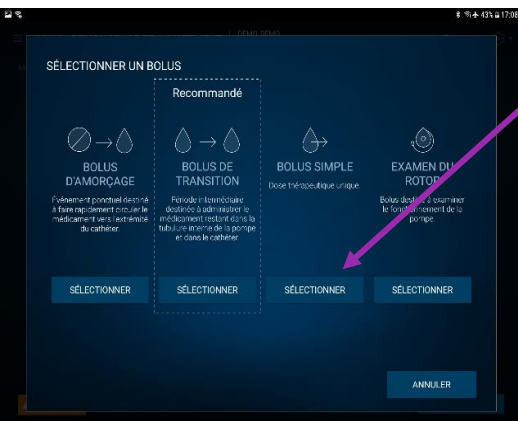 43% 17:08
DEMO DEMO
SÉLECTIONNER UN BOLUS
Recommandé
BOLUS
D'AMORÇAGE
Événement ponctuel destiné
à faire rapidement circuler le
médicament vers l'extrémité
du cathéter.
SÉLECTIONNER
BOLUS DE
TRANSITION
Période intermédiaire
destinée à administrer le
médicament restant dans la
tubulure interne de la pompe
et dans le cathéter.
SÉLECTIONNER
BOLUS SIMPLE
Dose thérapeutique unique.
SÉLECTIONNER
EXAMEN DU
ROTOR
Bolus destiné à examiner
le fonctionnement de la
pompe.
SÉLECTIONNER
ANNULER